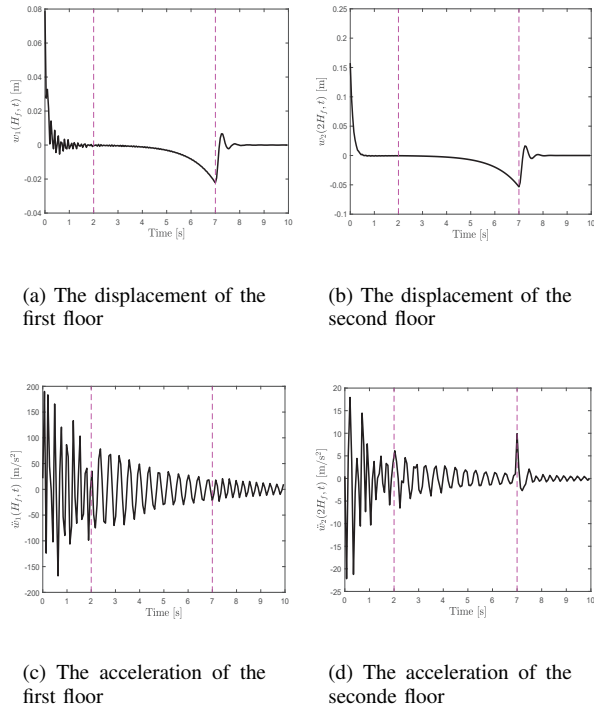 0.08
0.06
0.04
0.02
0
-0.02
-0.04
w₁(H_f, t) [m]
0 1 2 3 4 5 6 7 8 9 10
Time [s]
0.25
0.2
0.15
0.1
0.05
0
-0.05
-0.1
w₂(2H_f, t) [m]
0 1 2 3 4 5 6 7 8 9 10
Time [s]
(a) The displacement of the
first floor
(b) The displacement of the
second floor
200
150
100
50
0
-50
-100
-150
-200
ẅ₁(H_f, t) [m/s²]
0 1 2 3 4 5 6 7 8 9 10
Time [s]
20
15
10
5
0
-5
-10
-15
-20
-25
ẅ₂(2H_f, t) [m/s²]
0 1 2 3 4 5 6 7 8 9 10
Time [s]
(c) The acceleration of the
first floor
(d) The acceleration of the
seconde floor